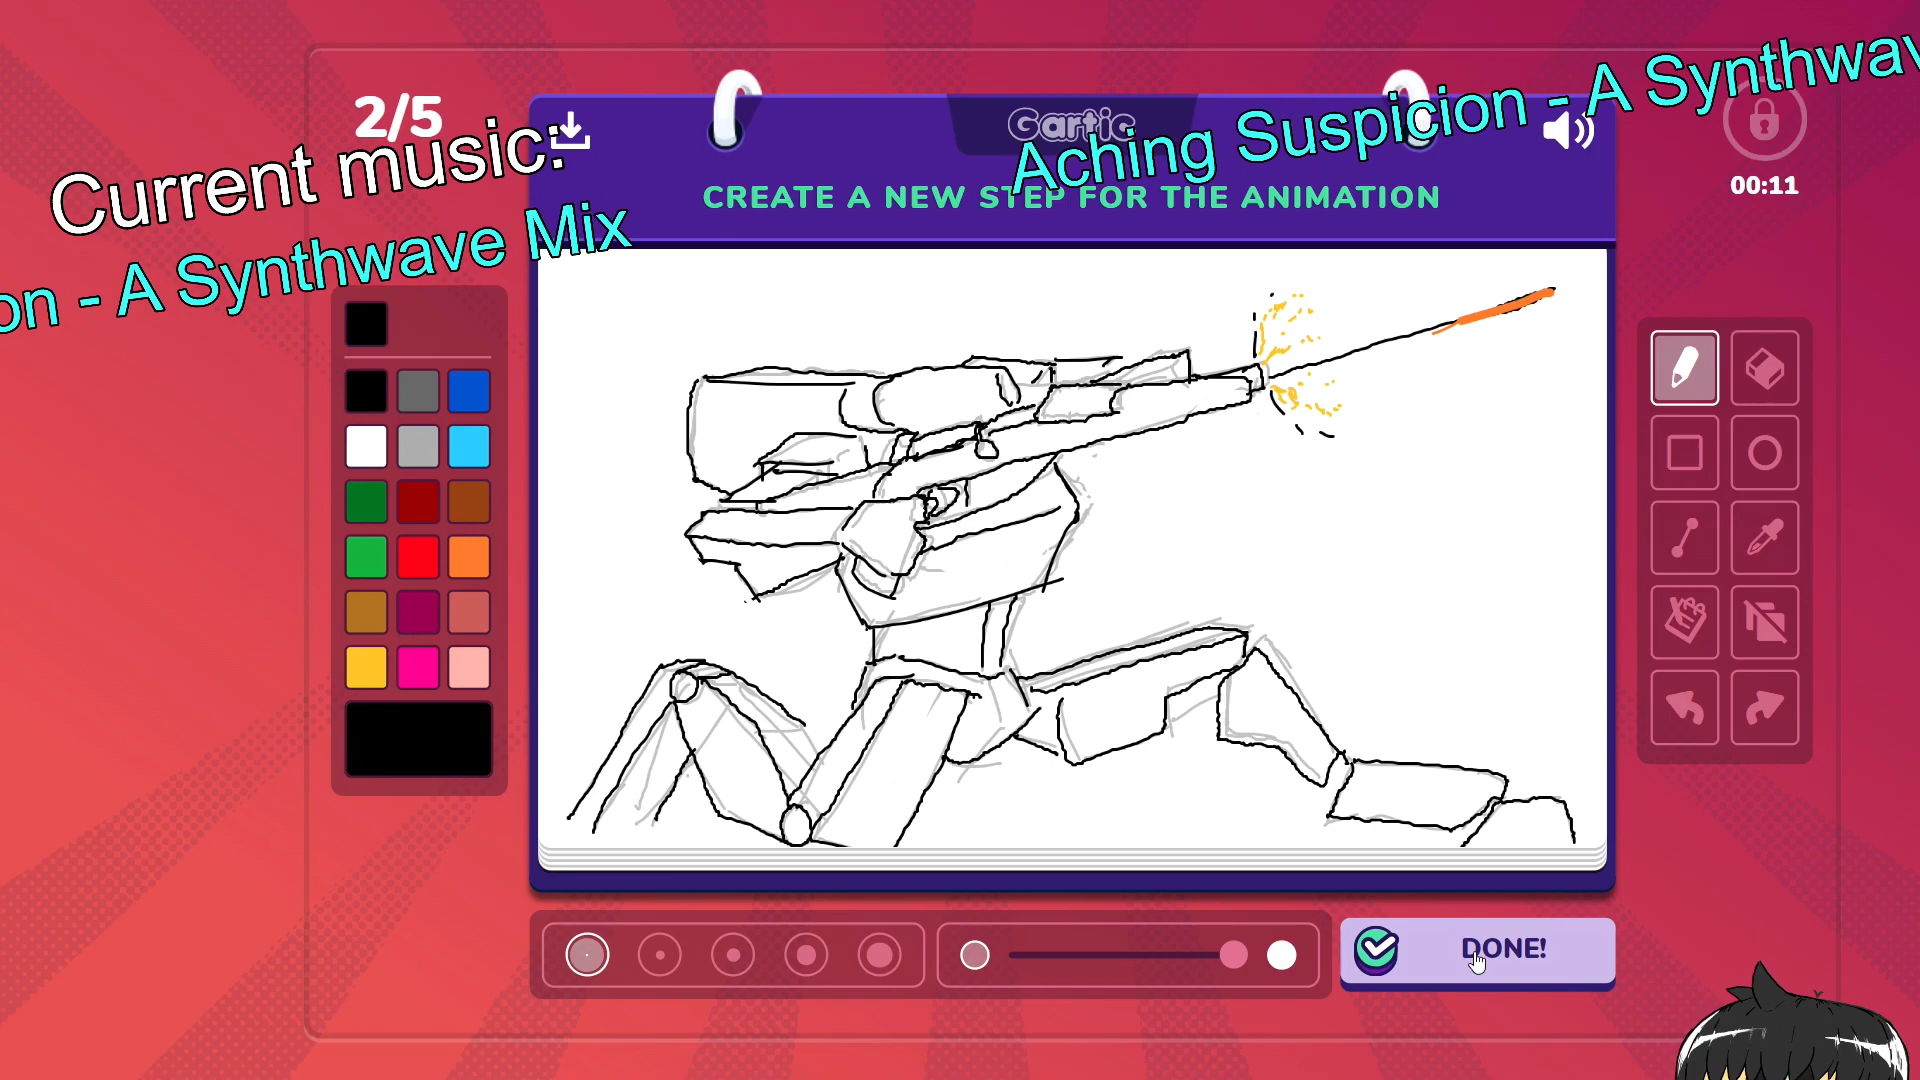 2/5
Current music:
on - A Synthwave Mix
Gartic
Aching Suspicion - A Synthwav
00:11
CREATE A NEW STEP FOR THE ANIMATION
DONE!